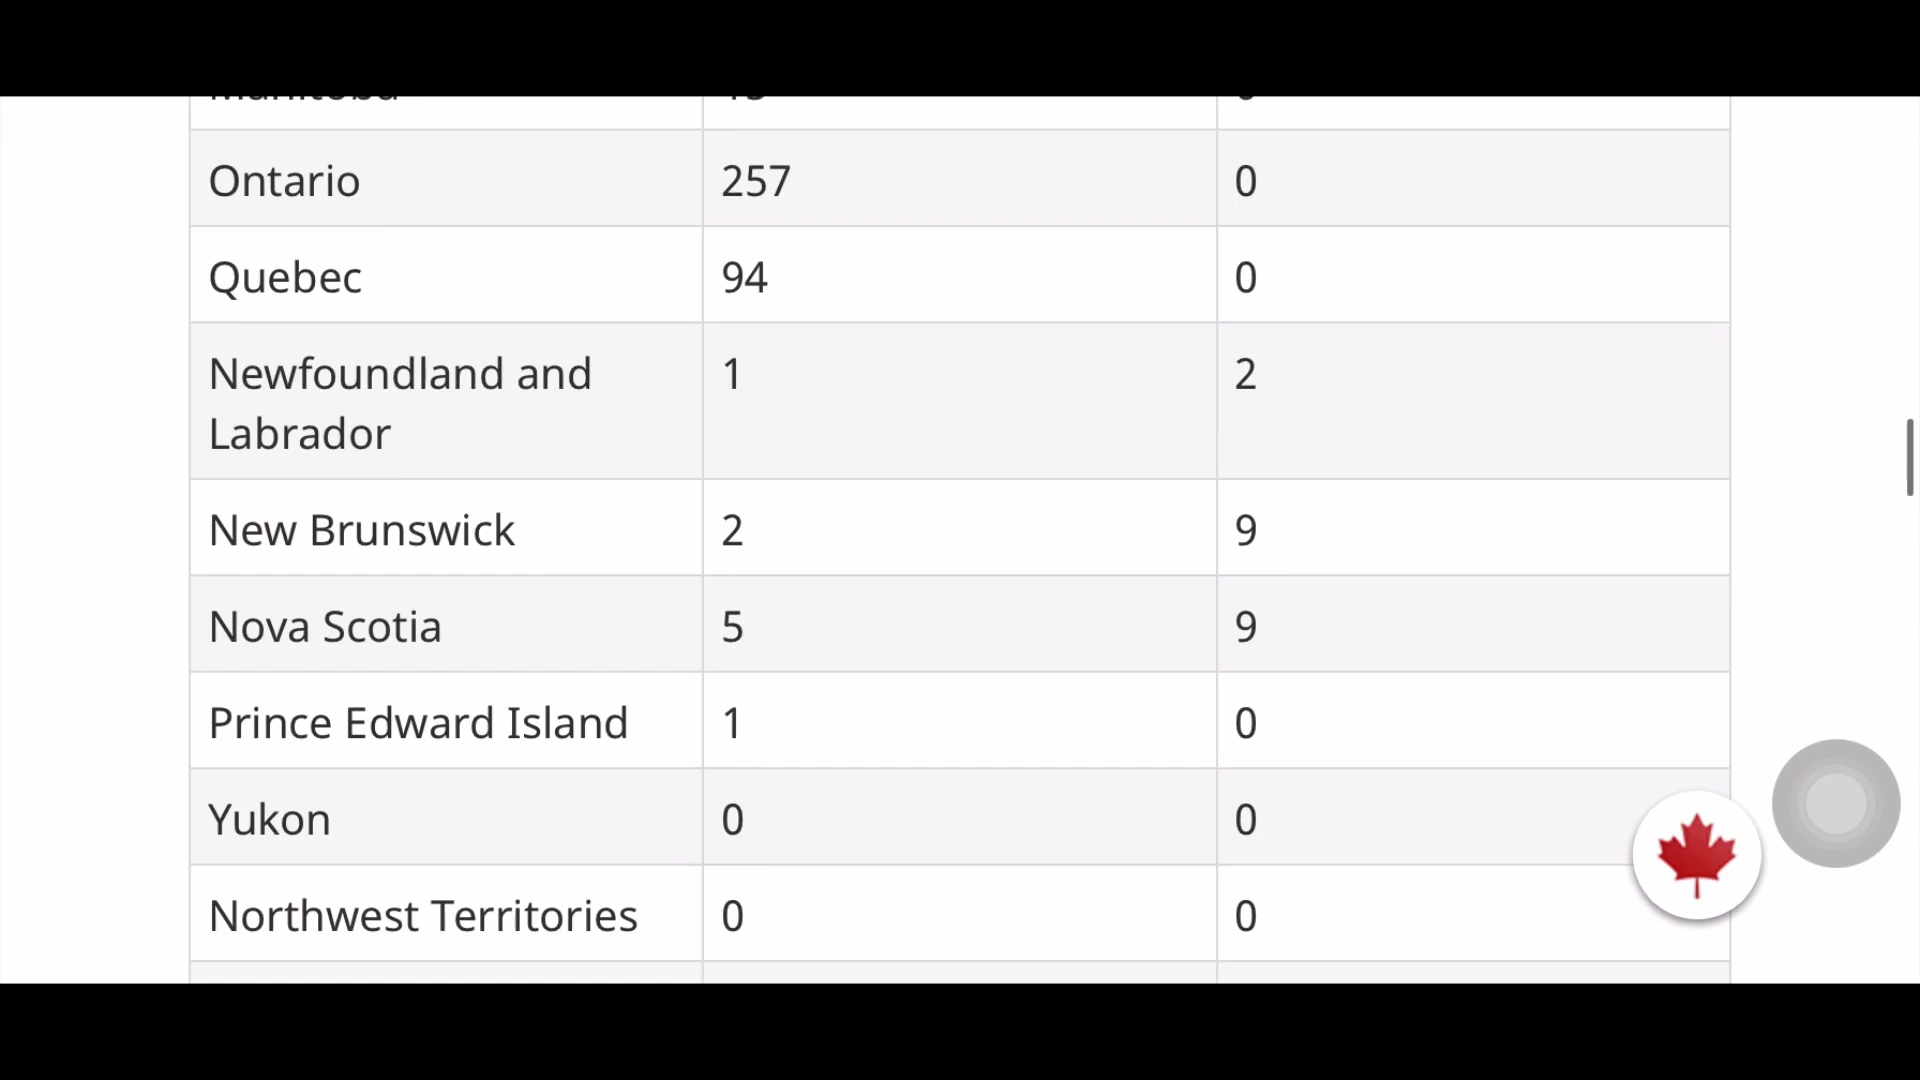 Ontario 257 0
Quebec 94 0
Newfoundland and 1 2
Labrador
New Brunswick 2 9
Nova Scotia 5 9
Prince Edward Island 1 0
Yukon 0 0
Northwest Territories 0 0